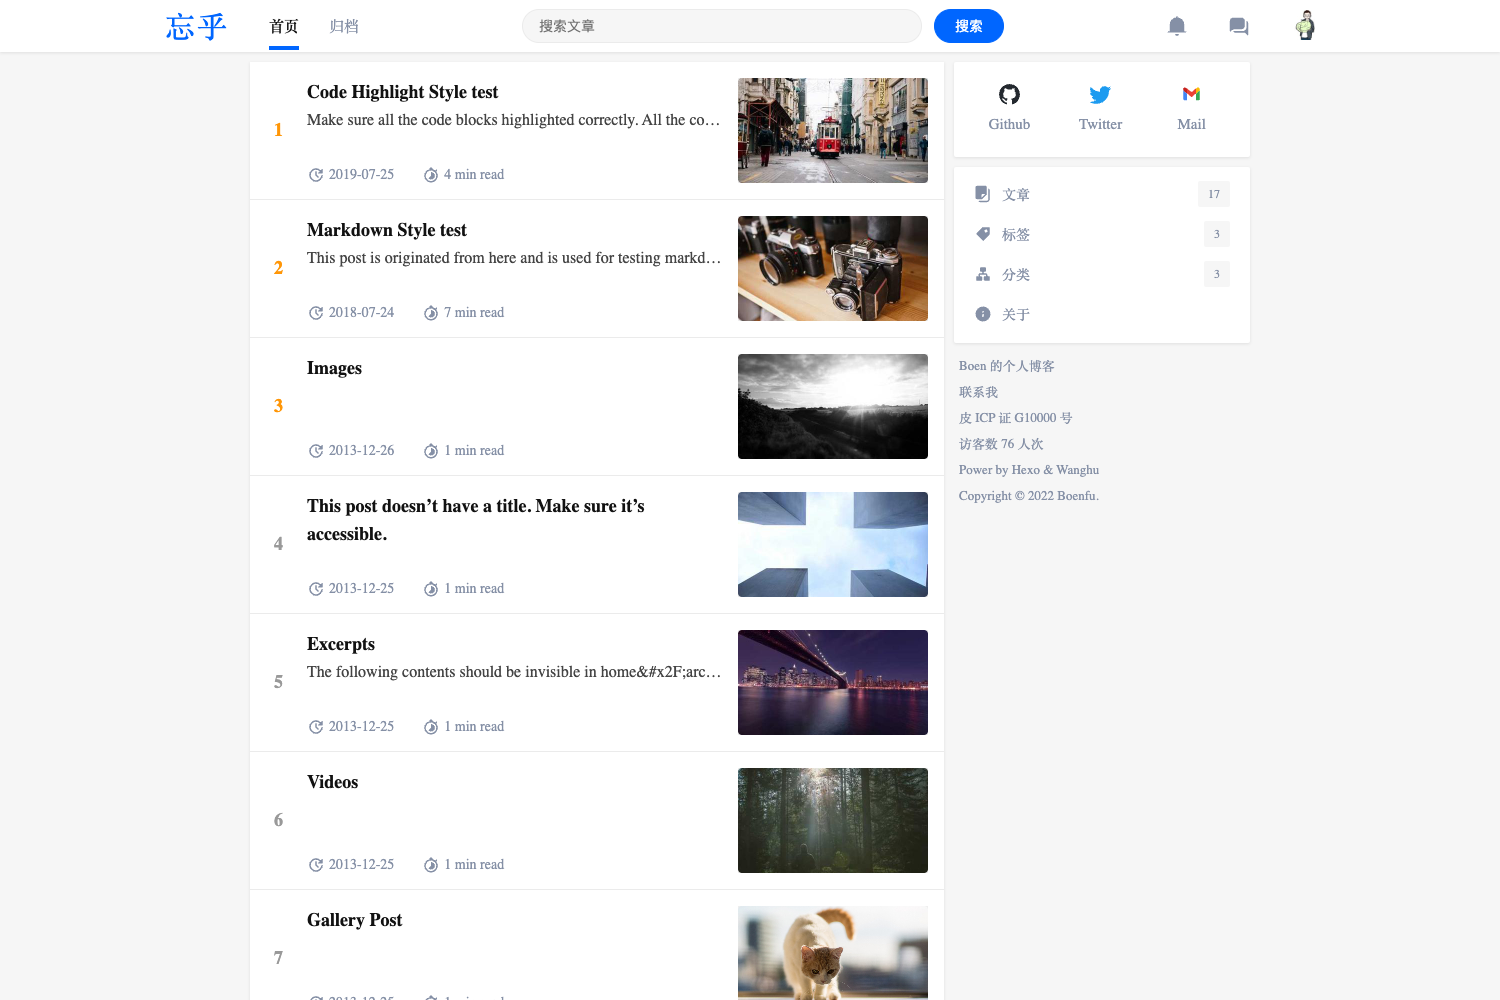 忘乎
首页
归档
搜索文章
搜索
1
Code Highlight Style test
Make sure all the code blocks highlighted correctly. All the co…
2019-07-25
4 min read
2
Markdown Style test
This post is originated from here and is used for testing markd…
2018-07-24
7 min read
3
Images
2013-12-26
1 min read
4
This post doesn’t have a title. Make sure it’s
accessible.
2013-12-25
1 min read
5
Excerpts
The following contents should be invisible in home&#x2F;arc…
2013-12-25
1 min read
6
Videos
2013-12-25
1 min read
7
Gallery Post
2013-12-25
1 min read
Github
Twitter
Mail
文章
17
标签
3
分类
3
关于
Boen 的个人博客
联系我
皮 ICP 证 G10000 号
访客数 76 人次
Power by Hexo & Wanghu
Copyright © 2022 Boenfu.